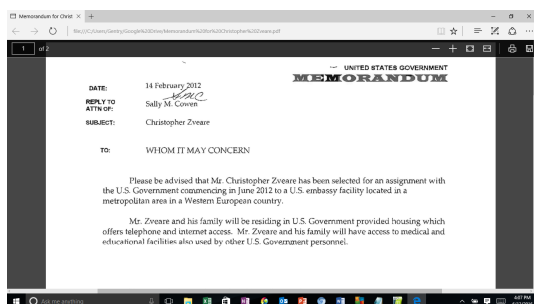 Memorandum for Christ
file:///C:/Users/Gentry/Google%20Drive/Memorandum%20for%20Christopher%20Zveare.pdf
1 of 2
UNITED STATES GOVERNMENT
MEMORANDUM
DATE: 14 February 2012
REPLY TO Sally M. Cowen
ATTN OF:
SUBJECT: Christopher Zveare
TO: WHOM IT MAY CONCERN
Please be advised that Mr. Christopher Zveare has been selected for an assignment with
the U.S. Government commencing in June 2012 to a U.S. embassy facility located in a
metropolitan area in a Western European country.
Mr. Zveare and his family will be residing in U.S. Government provided housing which
offers telephone and internet access. Mr. Zveare and his family will have access to medical and
educational facilities also used by other U.S. Government personnel.
Ask me anything
4:07 PM